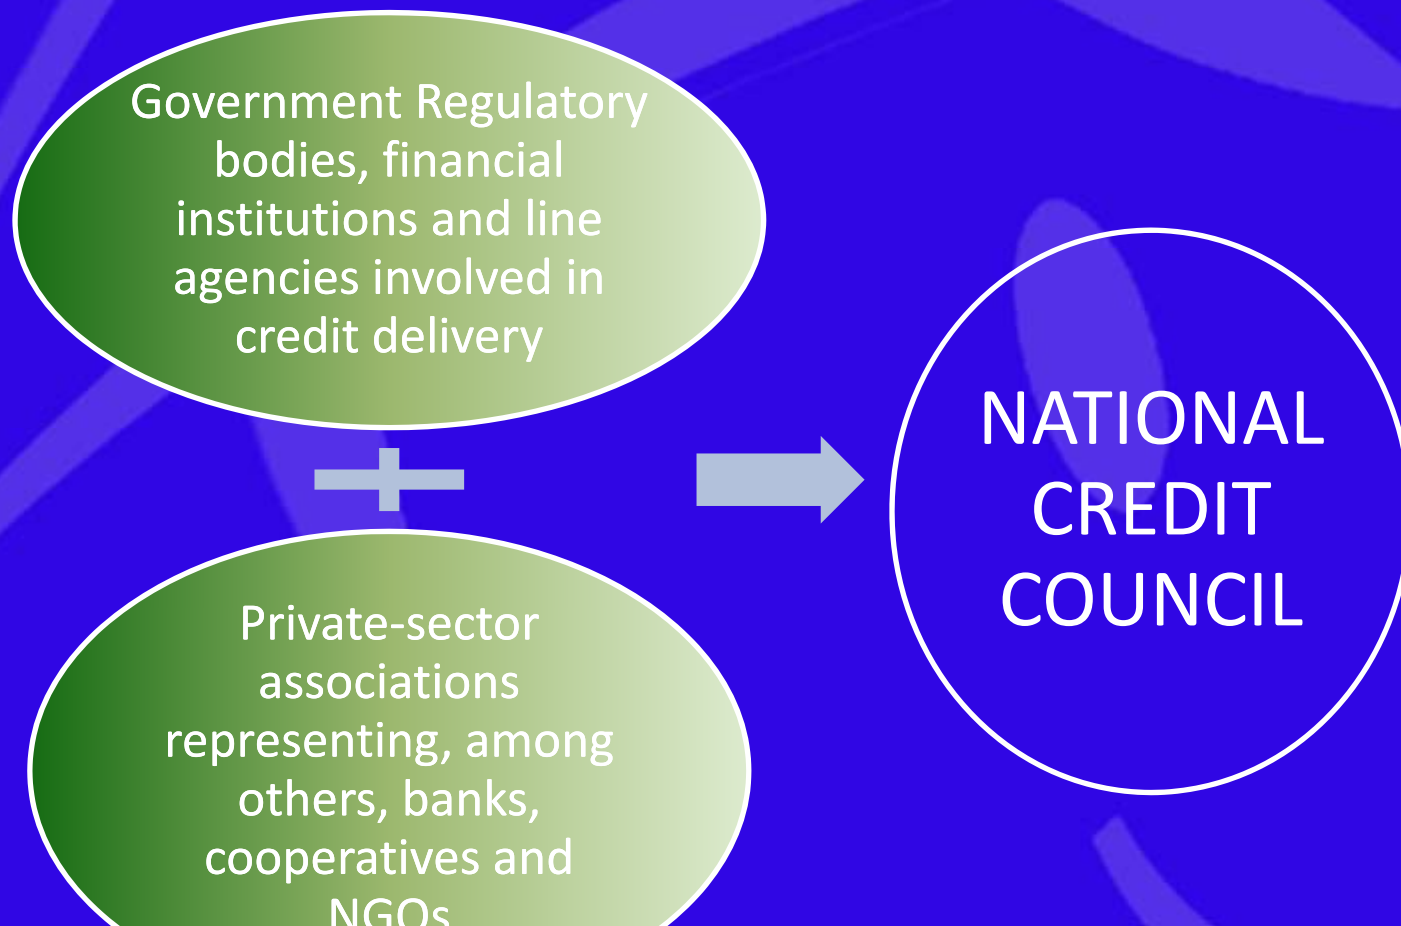 Government Regulatory
bodies, financial
institutions and line
agencies involved in
credit delivery
Private-sector
associations
representing, among
others, banks,
cooperatives and
NGOs
NATIONAL
CREDIT
COUNCIL